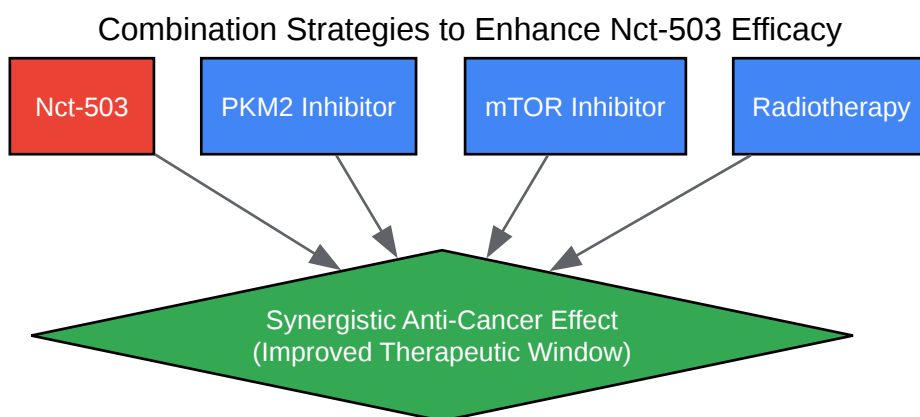 Combination Strategies to Enhance Nct-503 Efficacy
Nct-503
PKM2 Inhibitor
mTOR Inhibitor
Radiotherapy
Synergistic Anti-Cancer Effect
(Improved Therapeutic Window)